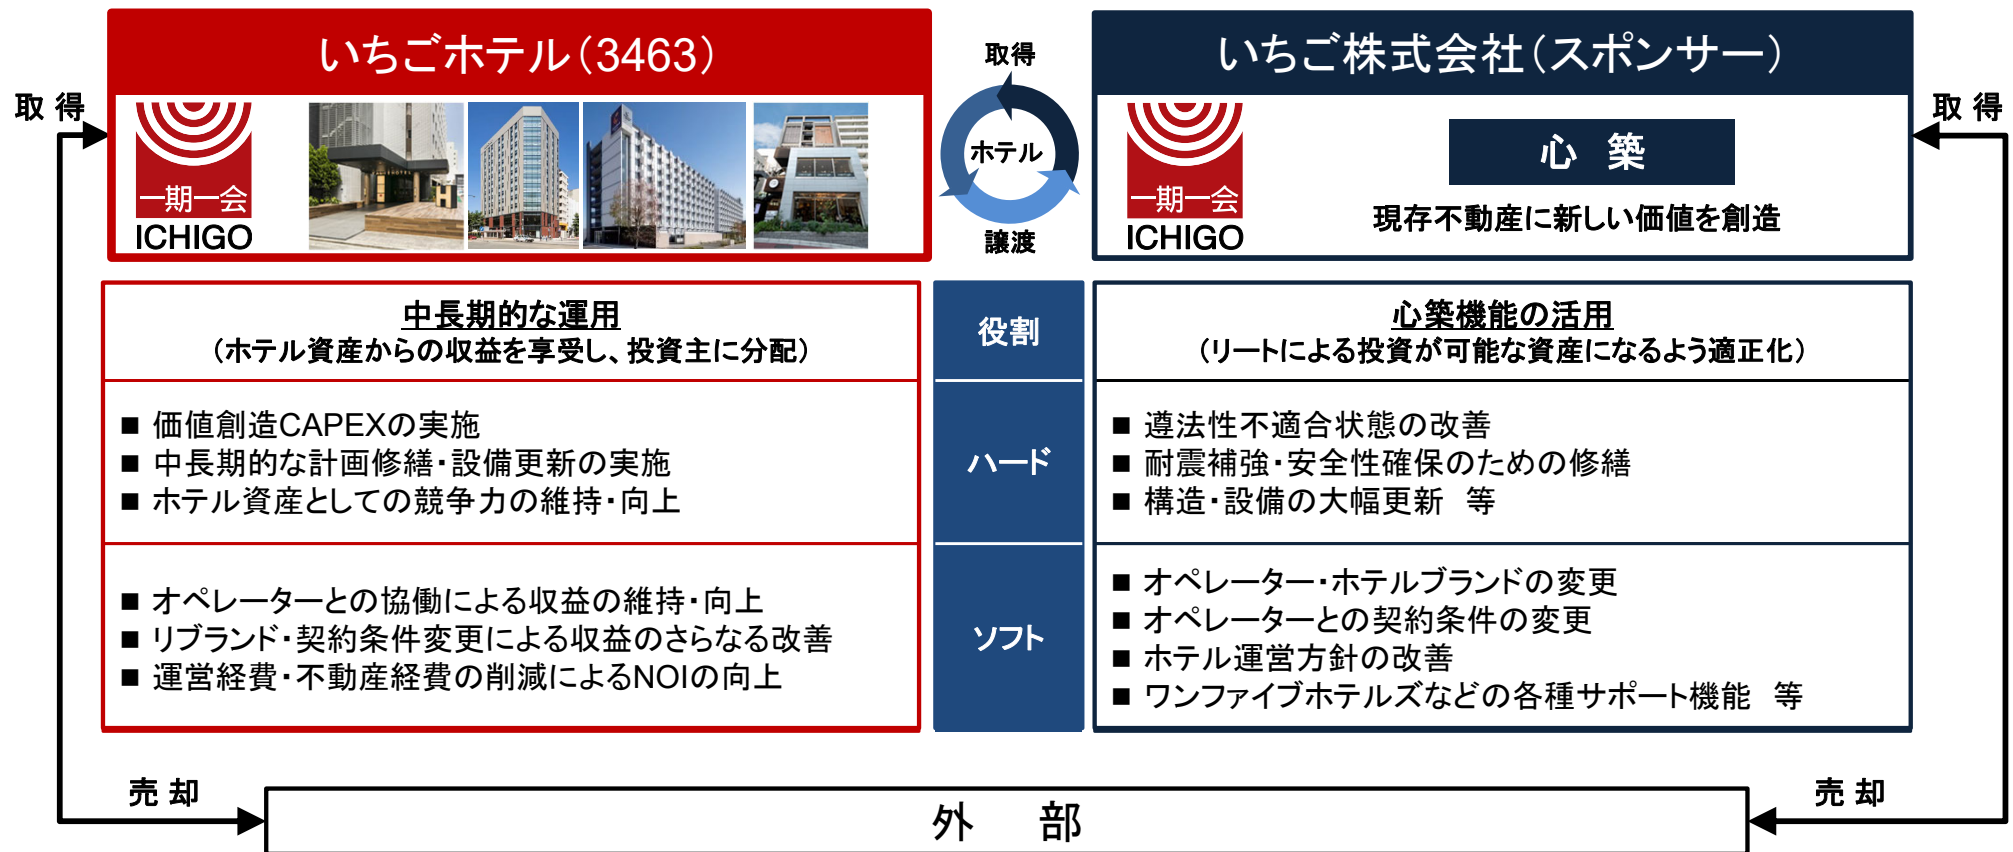 いちごホテル（3463）
取得
一期一会
ICHIGO
取得
ホテル
譲渡
いちご株式会社（スポンサー）
取得
一期一会
ICHIGO
心 築
現存不動産に新しい価値を創造
中長期的な運用
（ホテル資産からの収益を享受し、投資主に分配）
役割
心築機能の活用
（リートによる投資が可能な資産になるよう適正化）
■ 価値創造CAPEXの実施
■ 中長期的な計画修繕・設備更新の実施
■ ホテル資産としての競争力の維持・向上
ハード
■ 遵法性不適合状態の改善
■ 耐震補強・安全性確保のための修繕
■ 構造・設備の大幅更新 等
■ オペレーターとの協働による収益の維持・向上
■ リブランド・契約条件変更による収益のさらなる改善
■ 運営経費・不動産経費の削減によるNOIの向上
ソフト
■ オペレーター・ホテルブランドの変更
■ オペレーターとの契約条件の変更
■ ホテル運営方針の改善
■ ワンファイブホテルズなどの各種サポート機能 等
売却
外 部
売却